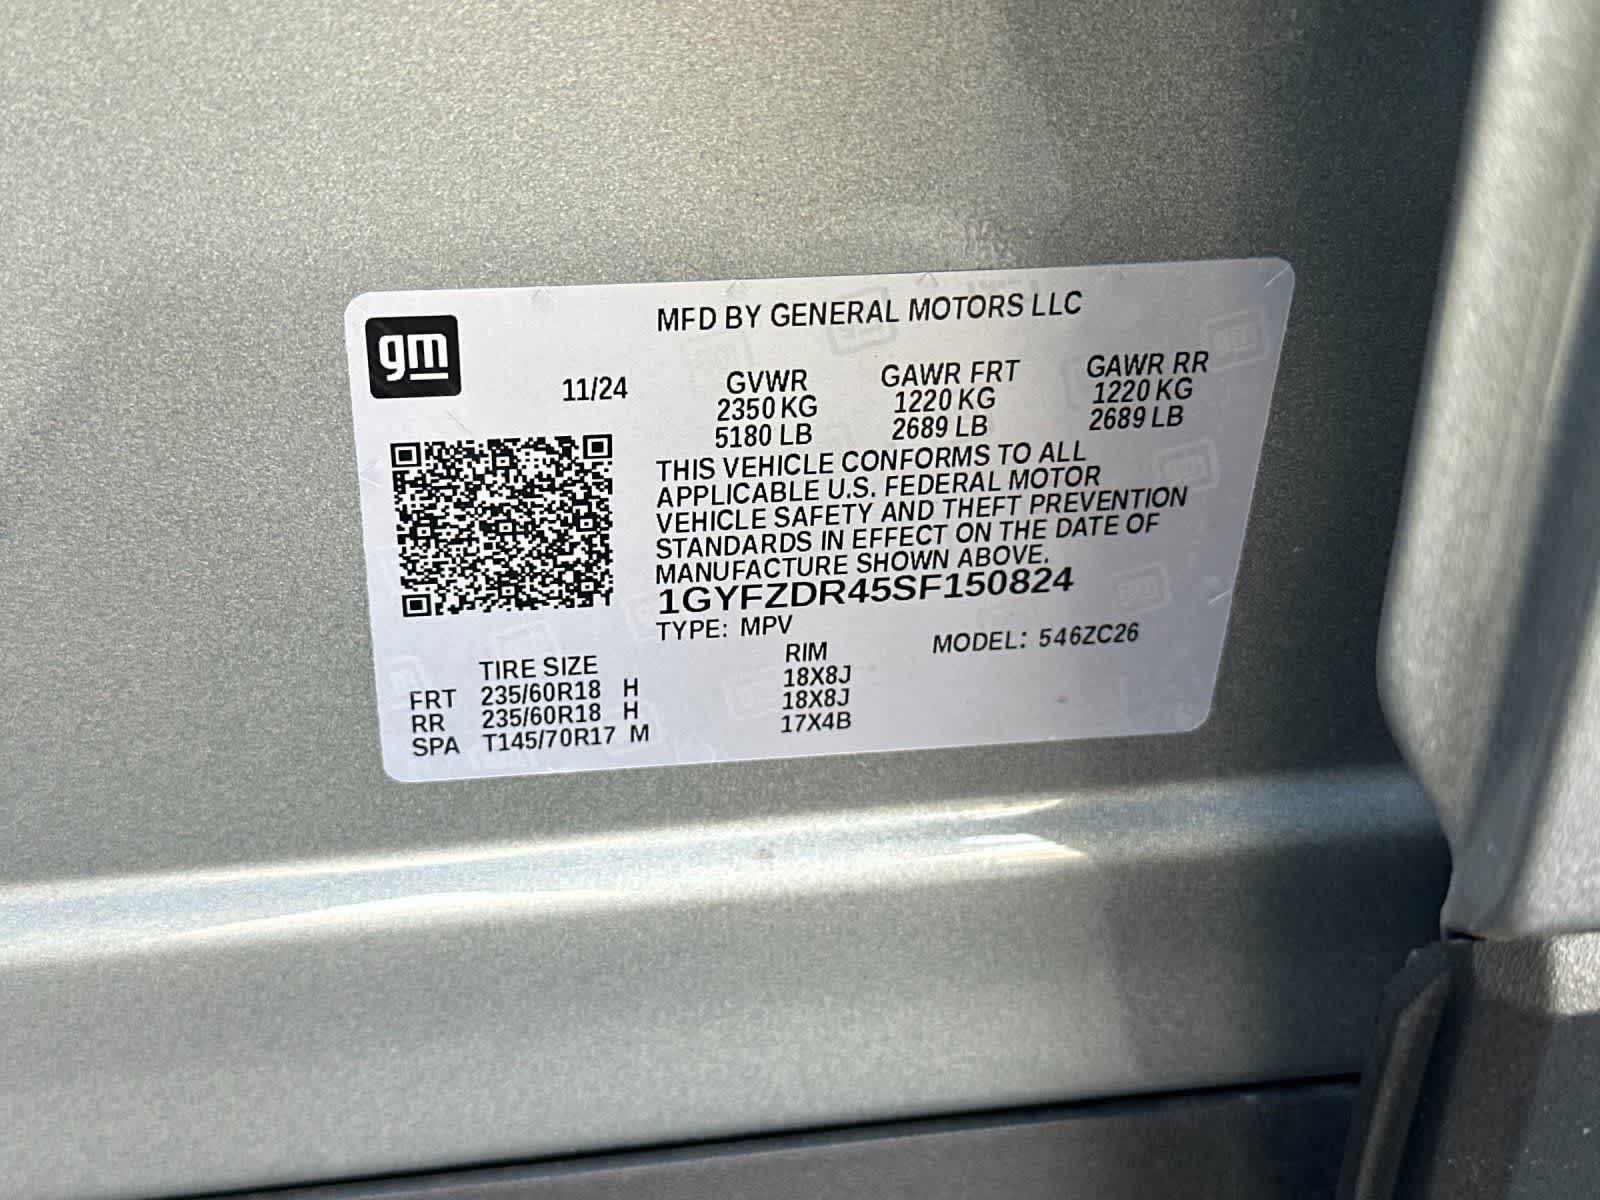 gm
MFD BY GENERAL MOTORS LLC
11/24
GVWR GAWR FRT GAWR RR
2350 KG 1220 KG 1220 KG
5180 LB 2689 LB 2689 LB
THIS VEHICLE CONFORMS TO ALL
APPLICABLE U.S. FEDERAL MOTOR
VEHICLE SAFETY AND THEFT PREVENTION
STANDARDS IN EFFECT ON THE DATE OF
MANUFACTURE SHOWN ABOVE.
1GYFZDR45SF150824
TYPE: MPV MODEL: 546ZC26
TIRE SIZE RIM
FRT 235/60R18 H 18X8J
RR 235/60R18 H 18X8J
SPA T145/70R17 M 17X4B